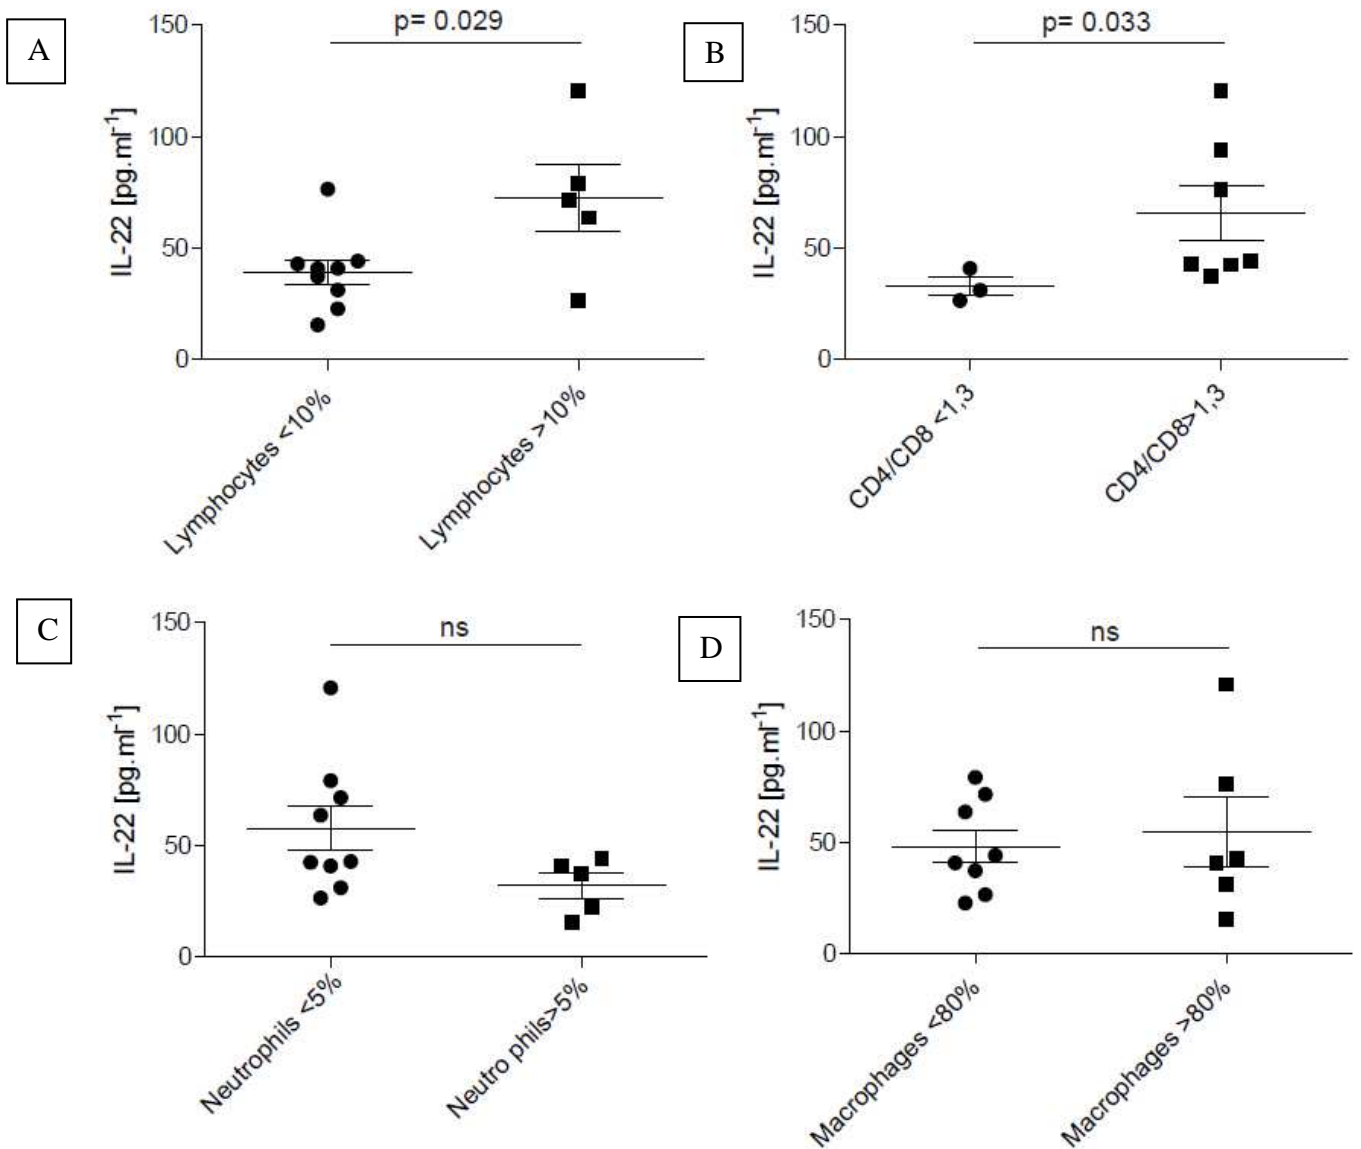 A
p= 0.029
150
100
50
0
IL-22 [pg.ml-1]
Lymphocytes <10%
Lymphocytes >10%
B
p= 0.033
150
100
50
0
IL-22 [pg.ml-1]
CD4/CD8 <1,3
CD4/CD8>1,3
C
ns
150
100
50
0
IL-22 [pg.ml-1]
Neutrophils <5%
Neutro phils>5%
D
ns
150
100
50
0
IL-22 [pg.ml-1]
Macrophages <80%
Macrophages >80%